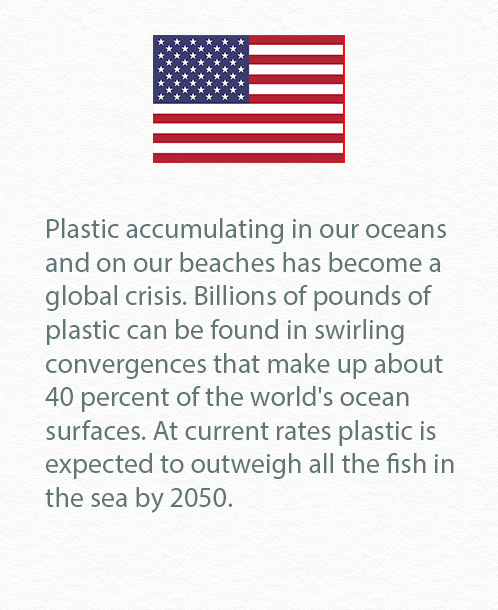 Plastic accumulating in our oceans
and on our beaches has become a
global crisis. Billions of pounds of
plastic can be found in swirling
convergences that make up about
40 percent of the world's ocean
surfaces. At current rates plastic is
expected to outweigh all the fish in
the sea by 2050.